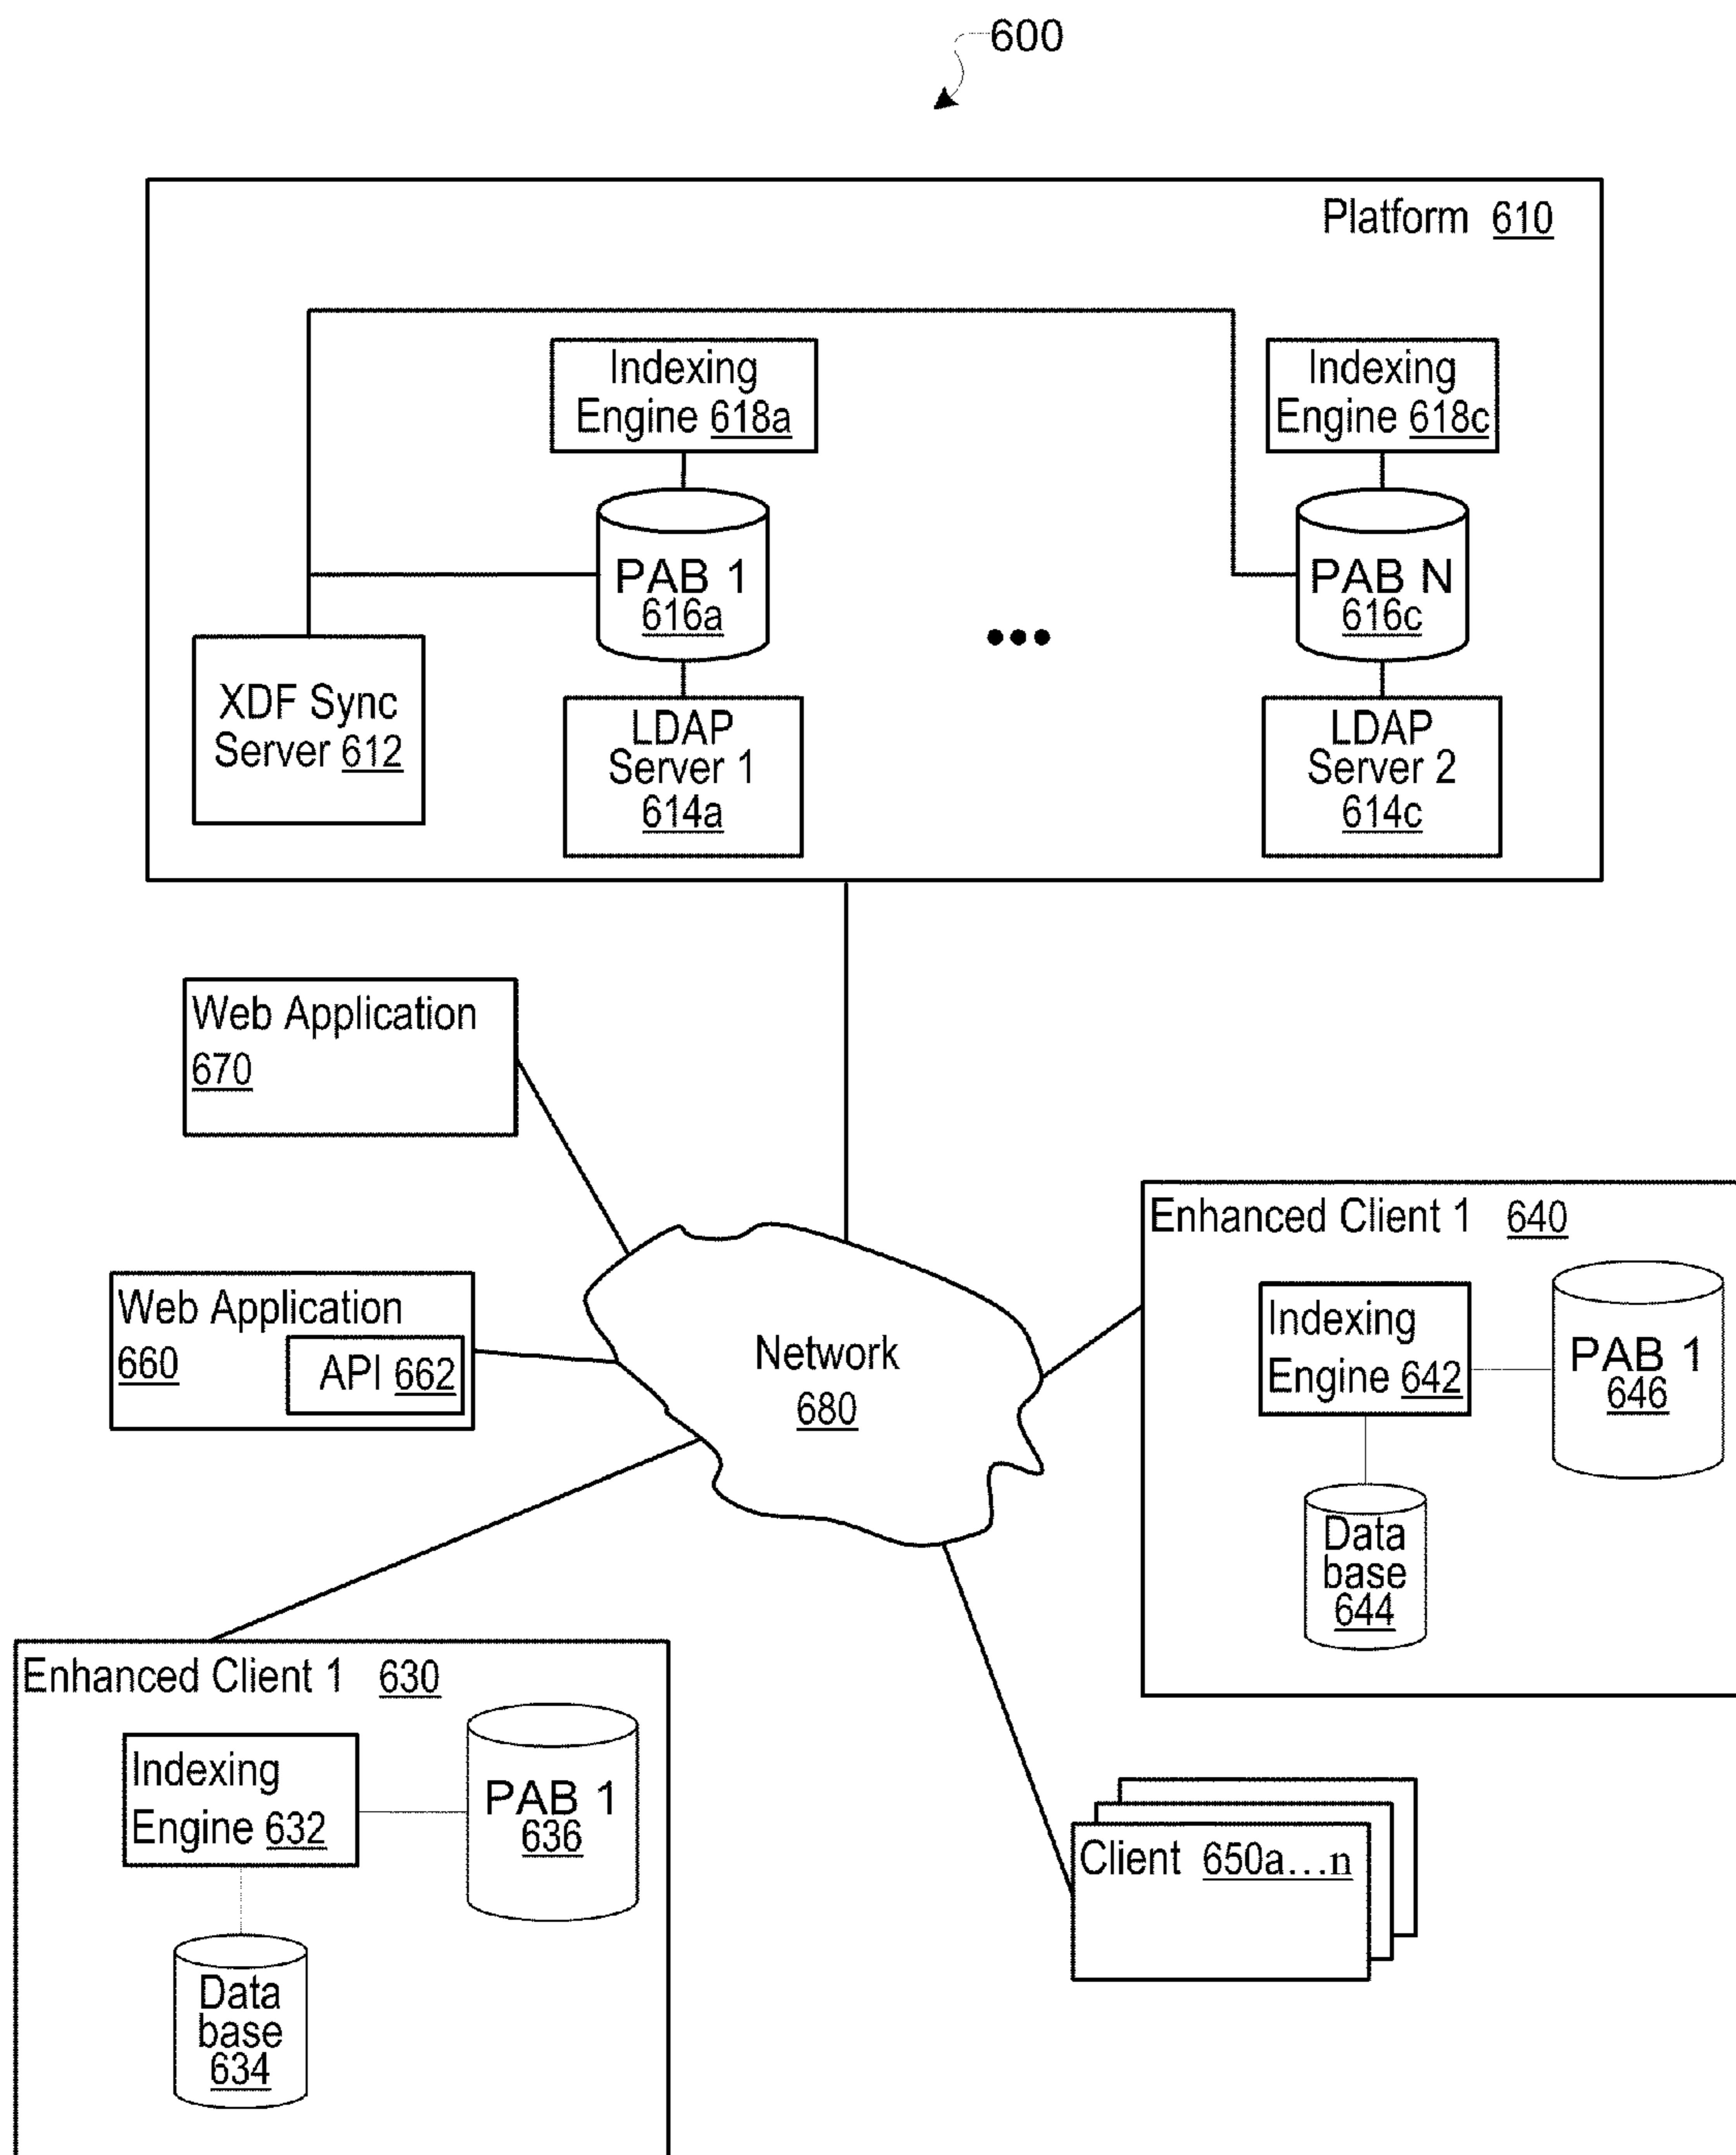 600
Platform 610
Indexing
Engine 618a
Indexing
Engine 618c
PAB 1
616a
•••
PAB N
616c
XDF Sync
Server 612
LDAP
Server 1
614a
LDAP
Server 2
614c
Web Application
670
Web Application
660
API 662
Network
680
Enhanced Client 1 640
Indexing
Engine 642
PAB 1
646
Data
base
644
Enhanced Client 1 630
Indexing
Engine 632
PAB 1
636
Data
base
634
Client 650a...n